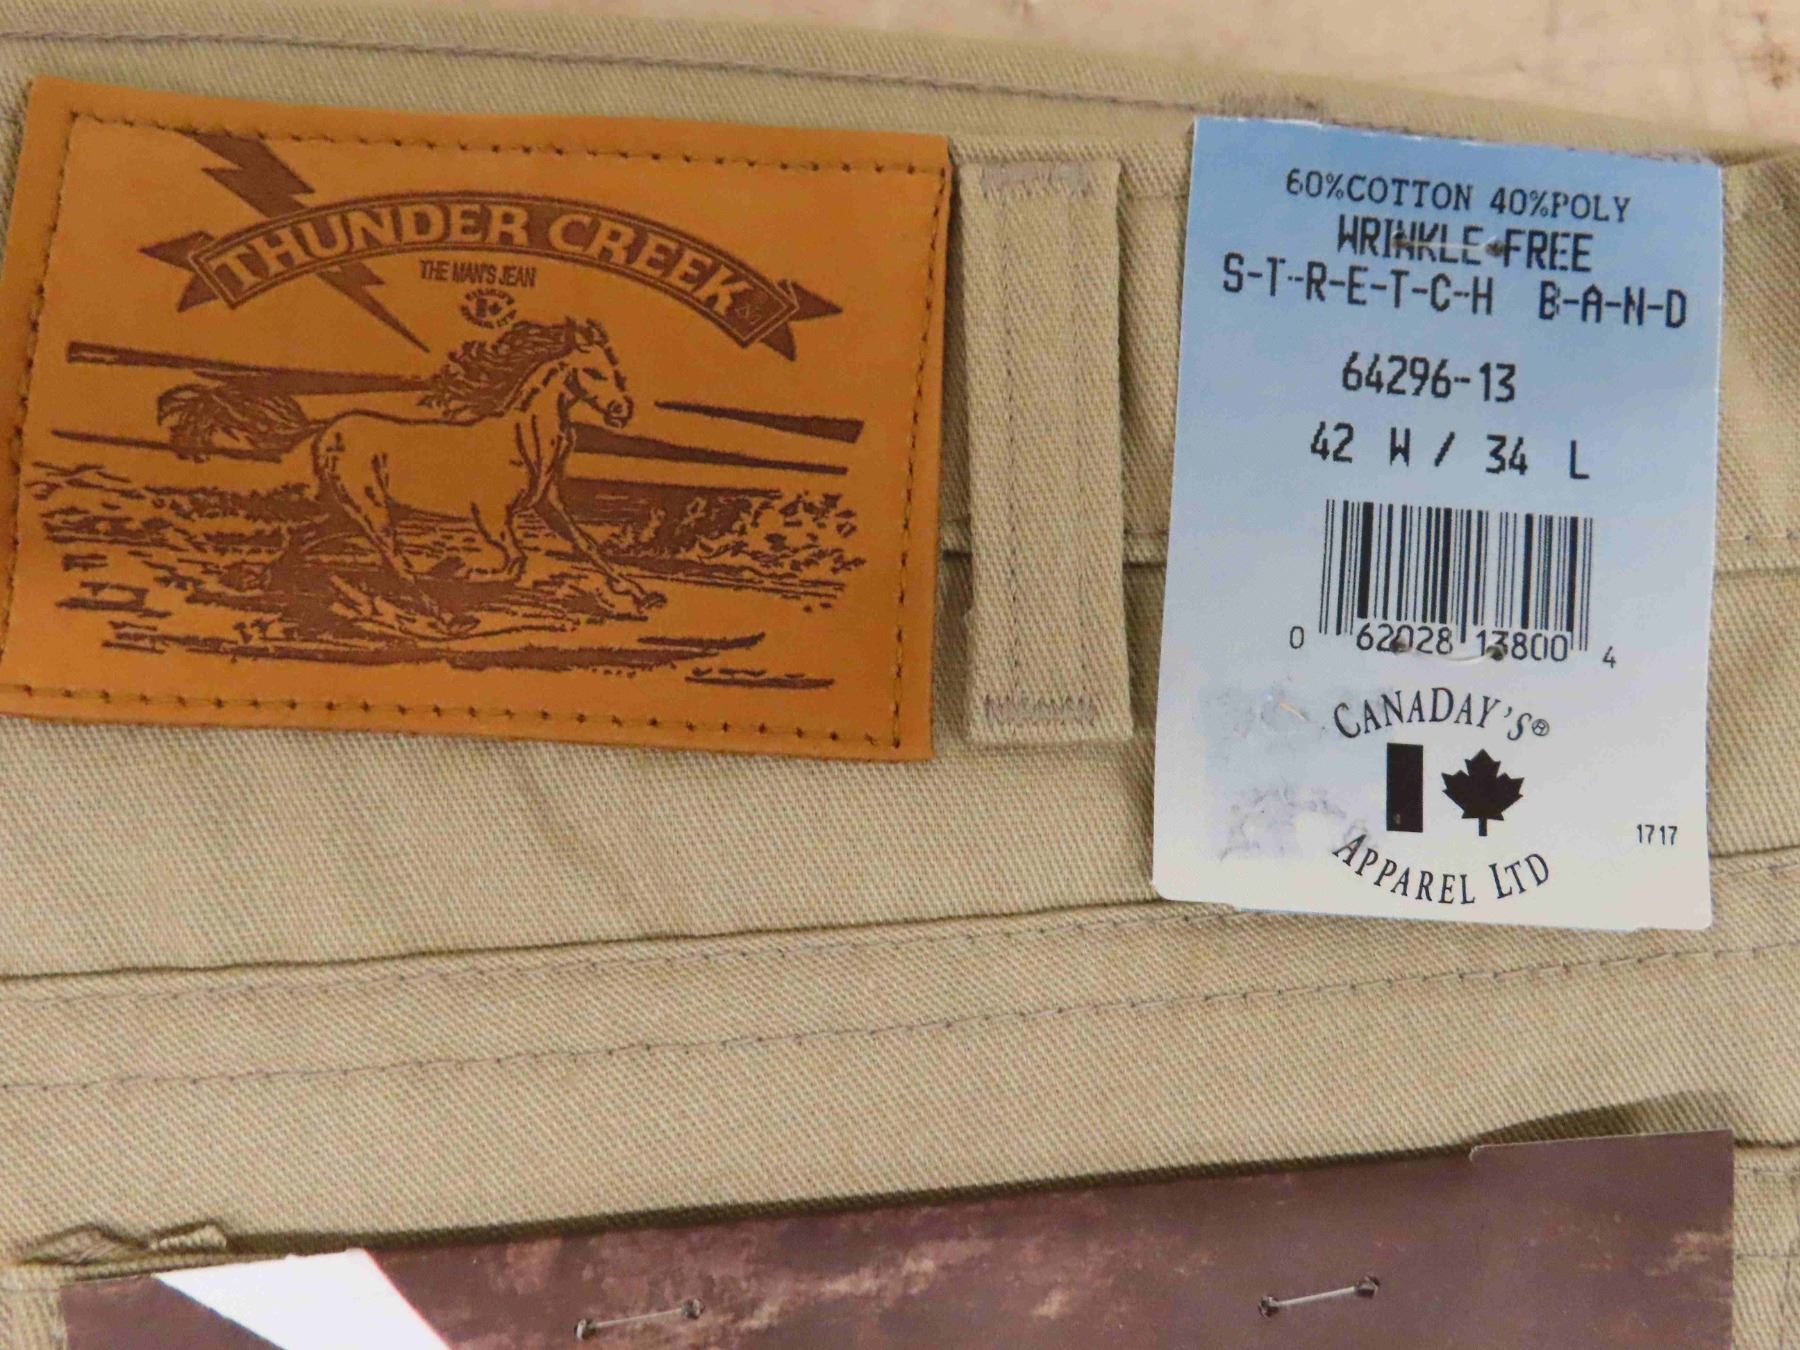 THUNDER CREEK
THE MAN'S JEAN
60%COTTON 40%POLY
WRINKLE FREE
S-T-R-E-T-C-H B-A-N-D
64296-13
42 W / 34 L
0 62028 13800 4
CANADAY'S®
APPAREL LTD
1717